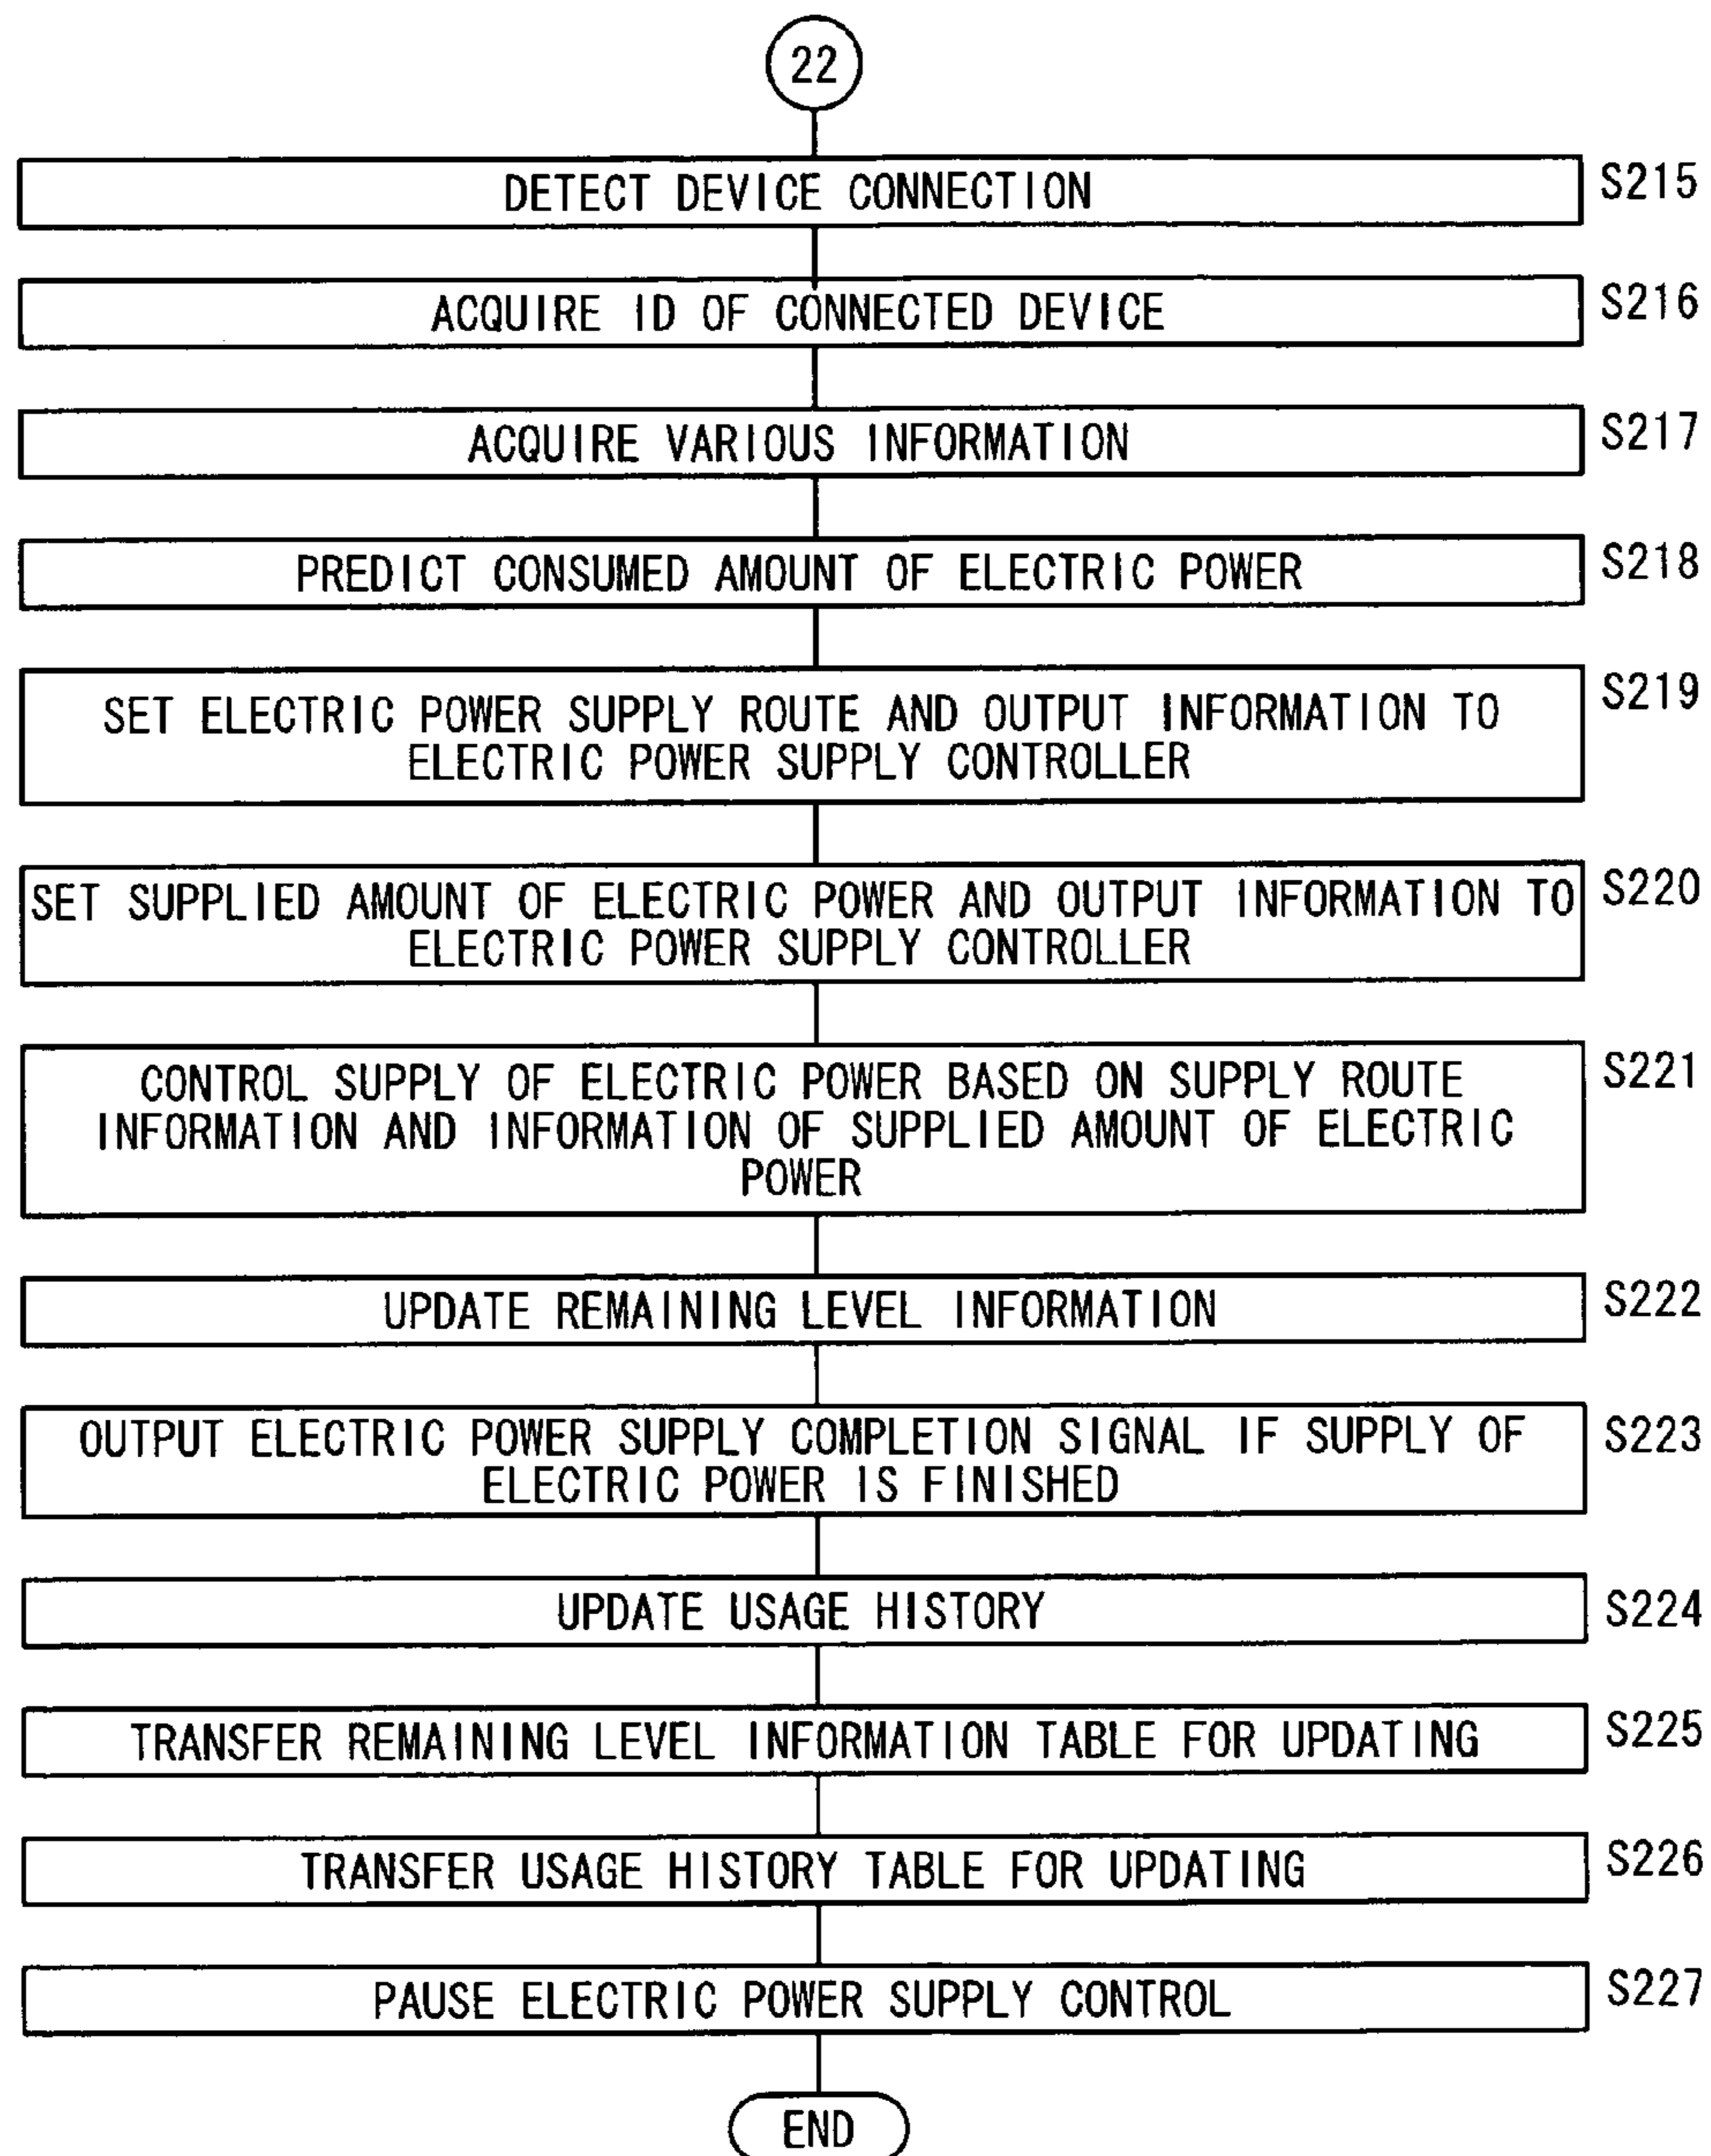 22
DETECT DEVICE CONNECTION
S215
ACQUIRE ID OF CONNECTED DEVICE
S216
ACQUIRE VARIOUS INFORMATION
S217
PREDICT CONSUMED AMOUNT OF ELECTRIC POWER
S218
SET ELECTRIC POWER SUPPLY ROUTE AND OUTPUT INFORMATION TO
ELECTRIC POWER SUPPLY CONTROLLER
S219
SET SUPPLIED AMOUNT OF ELECTRIC POWER AND OUTPUT INFORMATION TO
ELECTRIC POWER SUPPLY CONTROLLER
S220
CONTROL SUPPLY OF ELECTRIC POWER BASED ON SUPPLY ROUTE
INFORMATION AND INFORMATION OF SUPPLIED AMOUNT OF ELECTRIC
POWER
S221
UPDATE REMAINING LEVEL INFORMATION
S222
OUTPUT ELECTRIC POWER SUPPLY COMPLETION SIGNAL IF SUPPLY OF
ELECTRIC POWER IS FINISHED
S223
UPDATE USAGE HISTORY
S224
TRANSFER REMAINING LEVEL INFORMATION TABLE FOR UPDATING
S225
TRANSFER USAGE HISTORY TABLE FOR UPDATING
S226
PAUSE ELECTRIC POWER SUPPLY CONTROL
S227
END